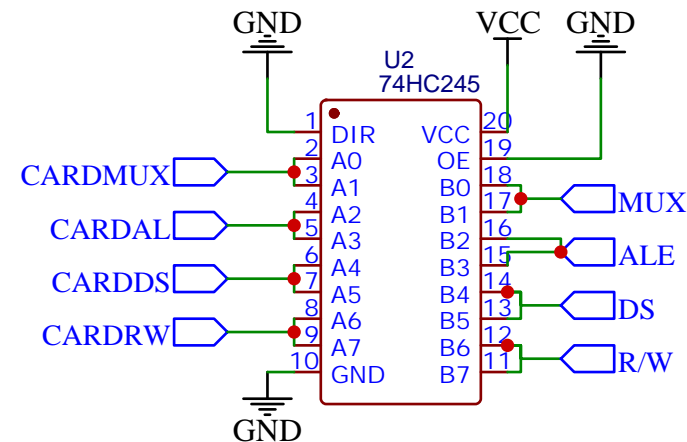 GND VCC GND
U2
74HC245
1 DIR VCC 20
2 A0 OE 19
CARDMUX 3 A1 B0 18 MUX
4 A2 B1 17
CARDAL 5 A3 B2 16 ALE
6 A4 B3 15
CARDDS 7 A5 B4 14 DS
8 A6 B5 13
CARDRW 9 A7 B6 12 R/W
10 GND B7 11
GND